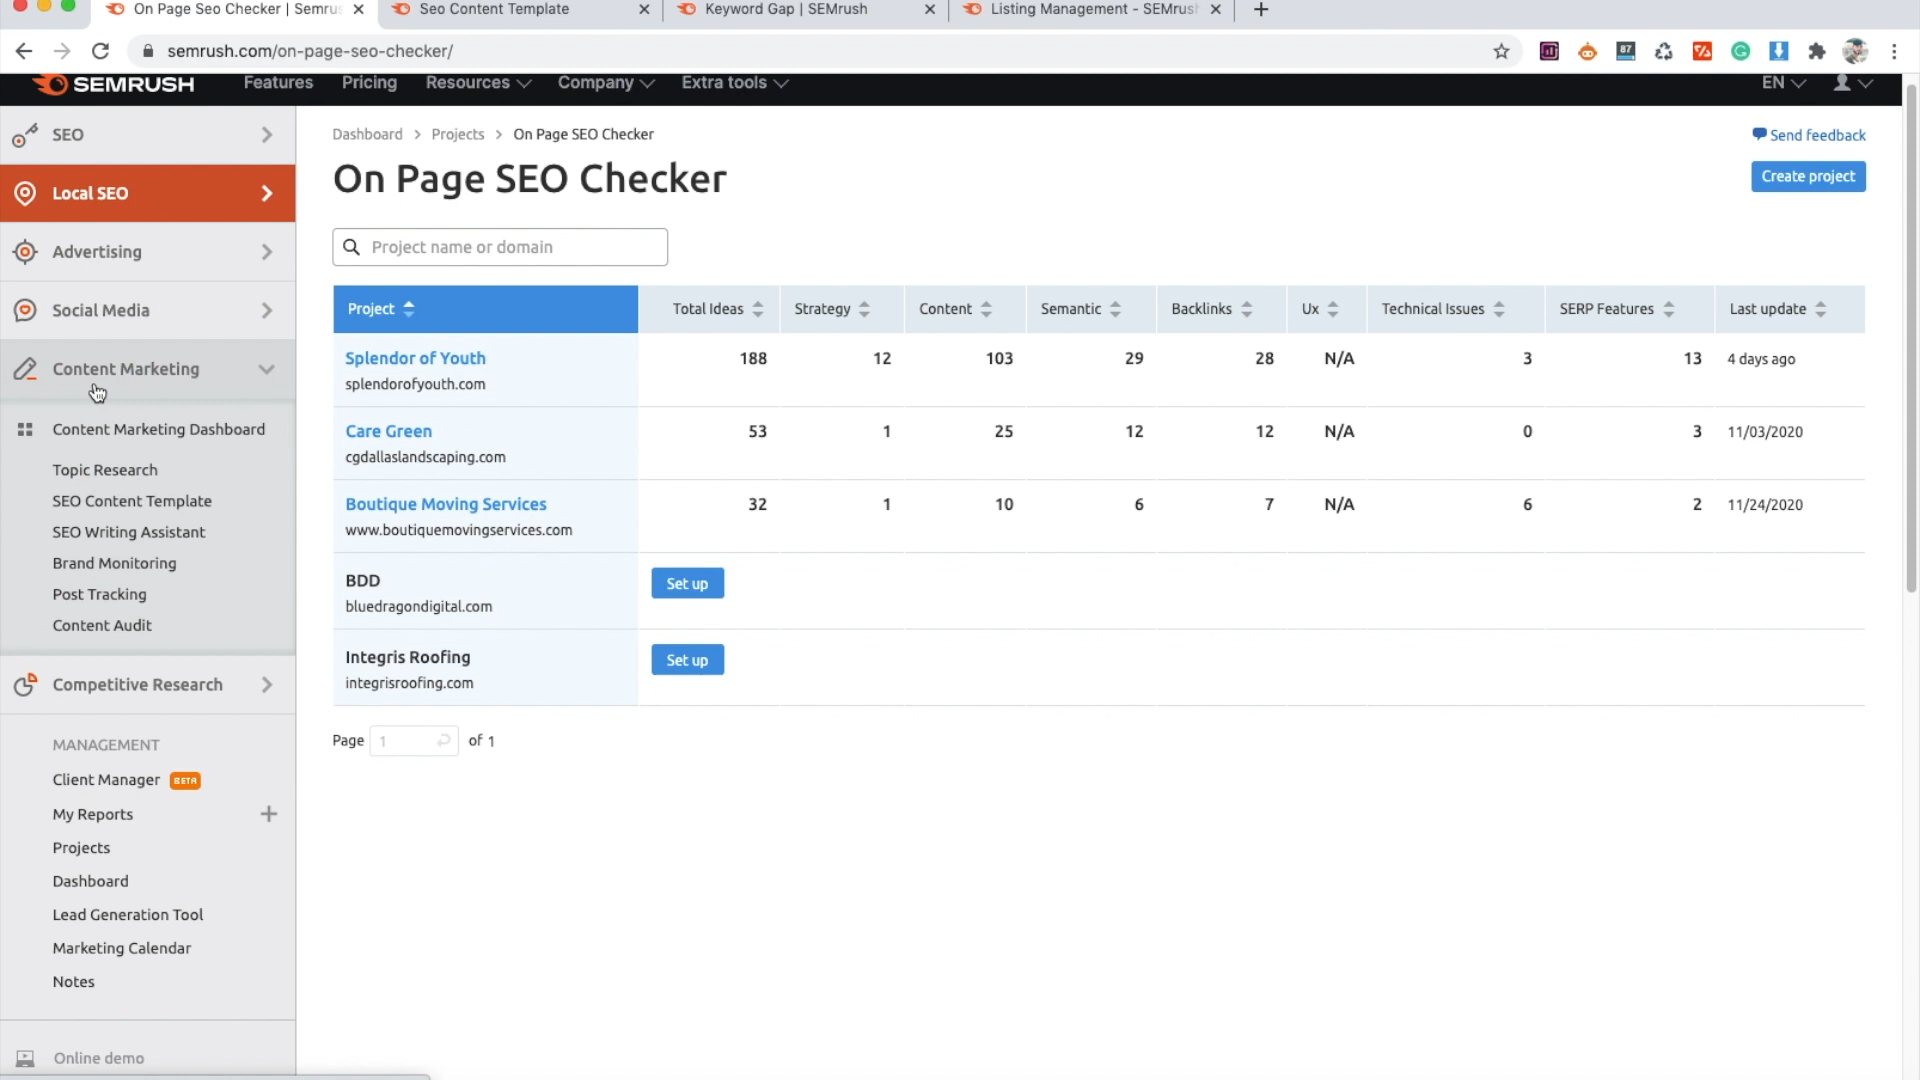 On Page Seo Checker | Semrus
Seo Content Template
Keyword Gap | SEMrush
Listing Management - SEMrush
semrush.com/on-page-seo-checker/
87
SEMRUSH
Features
Pricing
Resources
Company
Extra tools
EN
SEO
Local SEO
Advertising
Social Media
Content Marketing
Content Marketing Dashboard
Topic Research
SEO Content Template
SEO Writing Assistant
Brand Monitoring
Post Tracking
Content Audit
Competitive Research
MANAGEMENT
Client Manager BETA
My Reports
Projects
Dashboard
Lead Generation Tool
Marketing Calendar
Notes
Online demo
Dashboard > Projects > On Page SEO Checker
Send feedback
On Page SEO Checker
Create project
Project name or domain
Project Total Ideas Strategy Content Semantic Backlinks Ux Technical Issues SERP Features Last update
Splendor of Youth 188 12 103 29 28 N/A 3 13 4 days ago
splendorofyouth.com
Care Green 53 1 25 12 12 N/A 0 3 11/03/2020
cgdallaslandscaping.com
Boutique Moving Services 32 1 10 6 7 N/A 6 2 11/24/2020
www.boutiquemovingservices.com
BDD Set up
bluedragondigital.com
Integris Roofing Set up
integrisroofing.com
Page 1 of 1